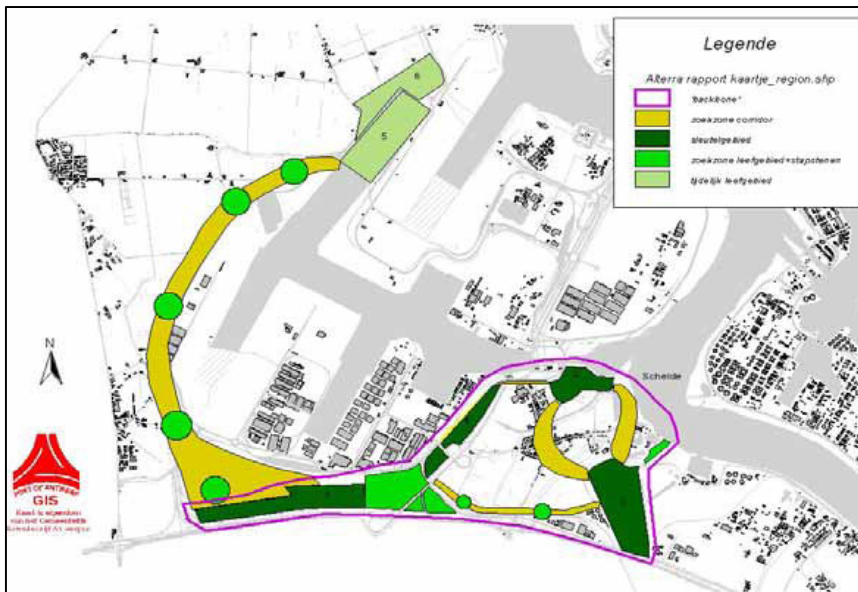 Legende
Alterra rapport kaartje_region.shp
"backbone"
zoekzone corridor
sleutelgebied
zoekzone leefgebied+stapstenen
tijdelijk leefgebied
6
5
Schelde
N
PORT OF ANTWERP
GIS